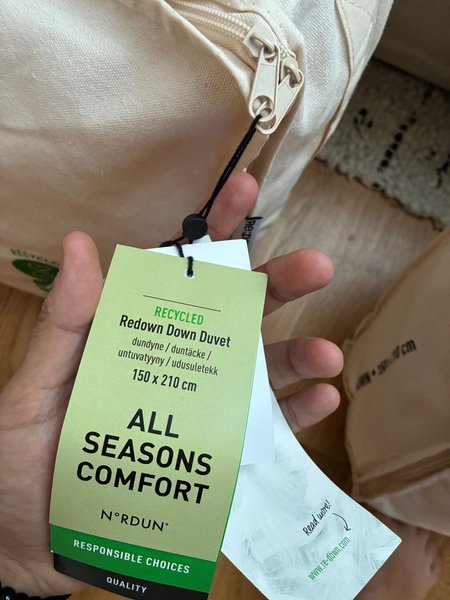 RECYCLED
Redown Down Duvet
dundyne / duntäcke /
untuvatyyny / udusuletekk
150 x 210 cm
ALL
SEASONS
COMFORT
N°RDUN®
RESPONSIBLE CHOICES
QUALITY
Read more!
www.re-down.com